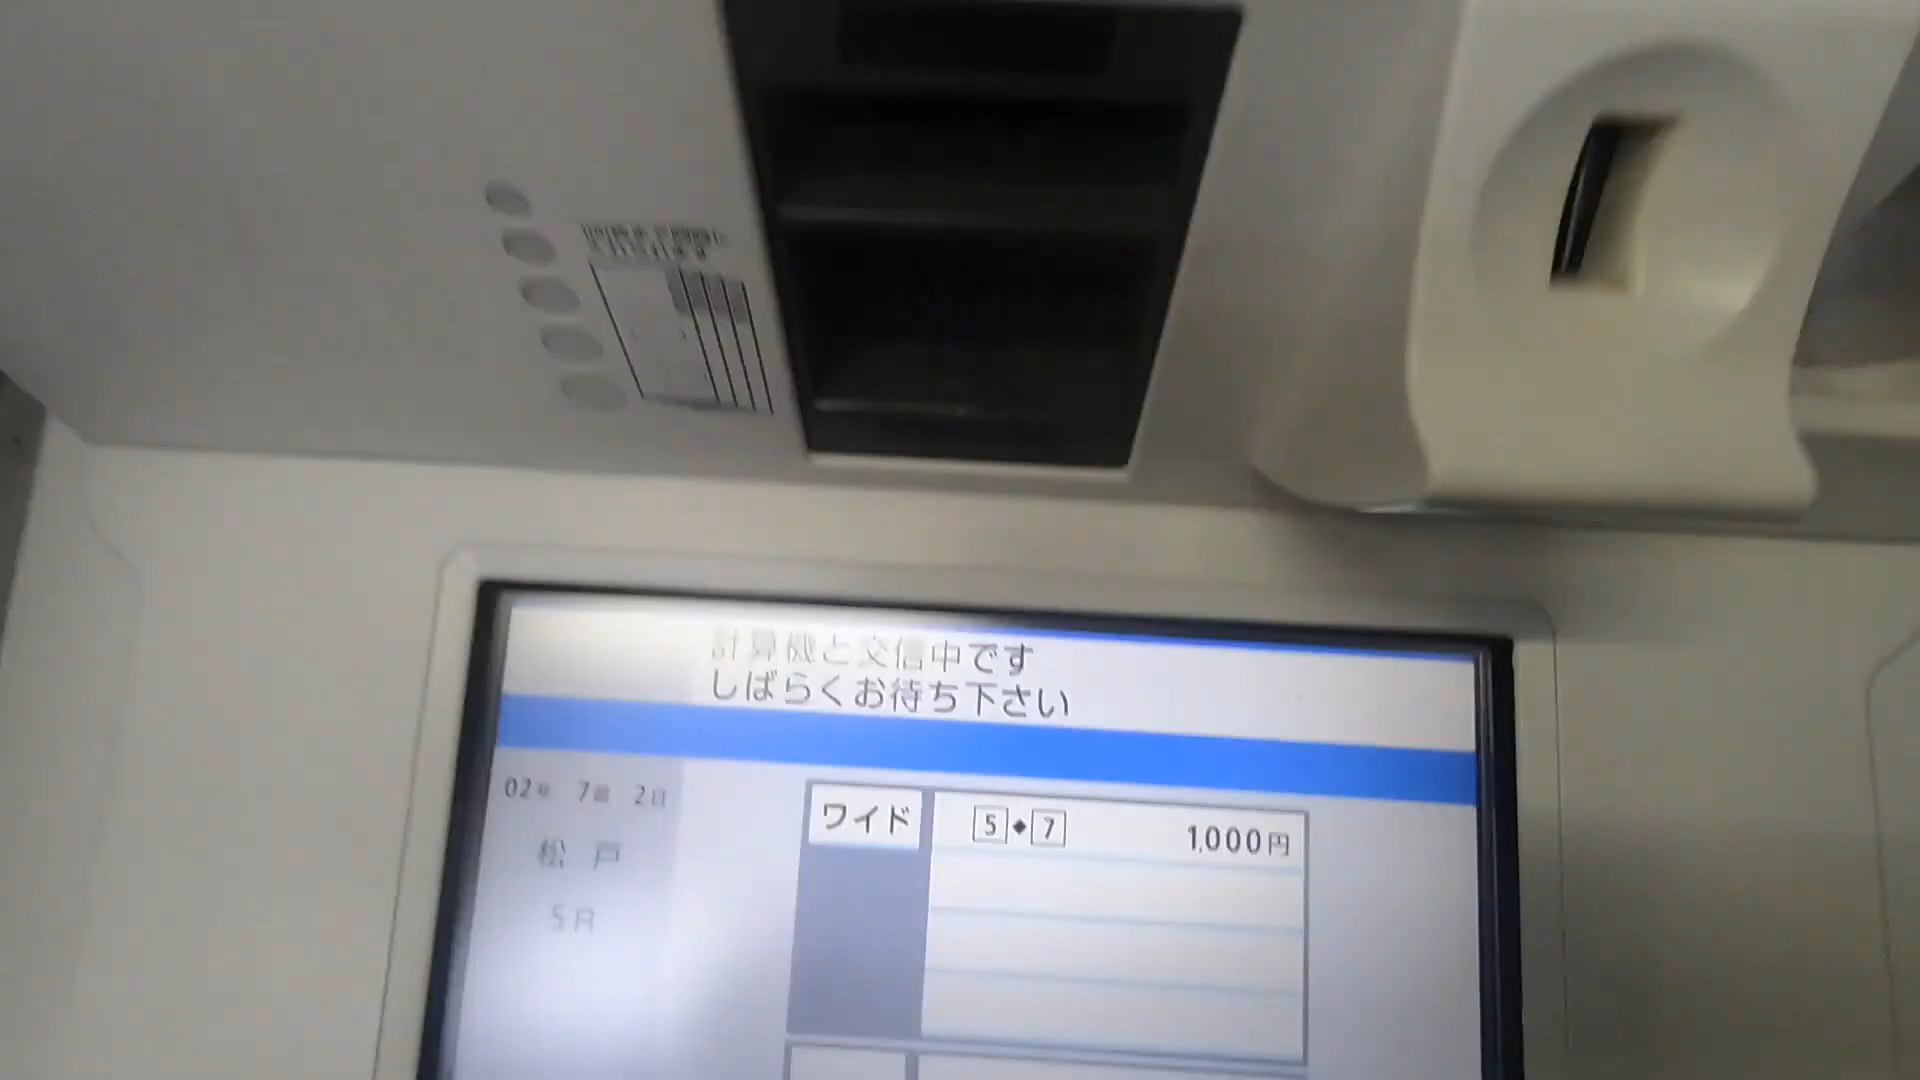 計算機と交信中です
しばらくお待ち下さい
02年 7回 2日
松戸
5R
ワイド 5◆7 1,000円